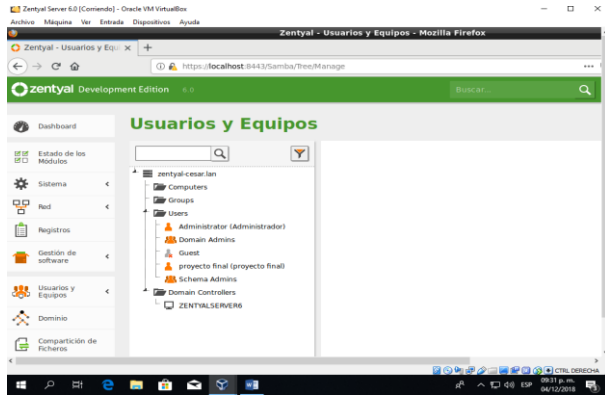 Zentyal Server 6.0 [Corriendo] - Oracle VM VirtualBox
Archivo Máquina Ver Entrada Dispositivos Ayuda
Zentyal - Usuarios y Equipos - Mozilla Firefox
Zentyal - Usuarios y Equi
https://localhost:8443/Samba/Tree/Manage
zentyal Development Edition 6.0
Buscar...
Dashboard
Estado de los
Módulos
Sistema
Red
Registros
Gestión de
software
Usuarios y
Equipos
Dominio
Compartición de
Ficheros
Usuarios y Equipos
zentyal-cesar.lan
Computers
Groups
Users
Administrator (Administrador)
Domain Admins
Guest
proyecto final (proyecto final)
Schema Admins
Domain Controllers
ZENTYALSERVER6
CTRL DERECHA
ESP
09:31 p. m.
04/12/2018